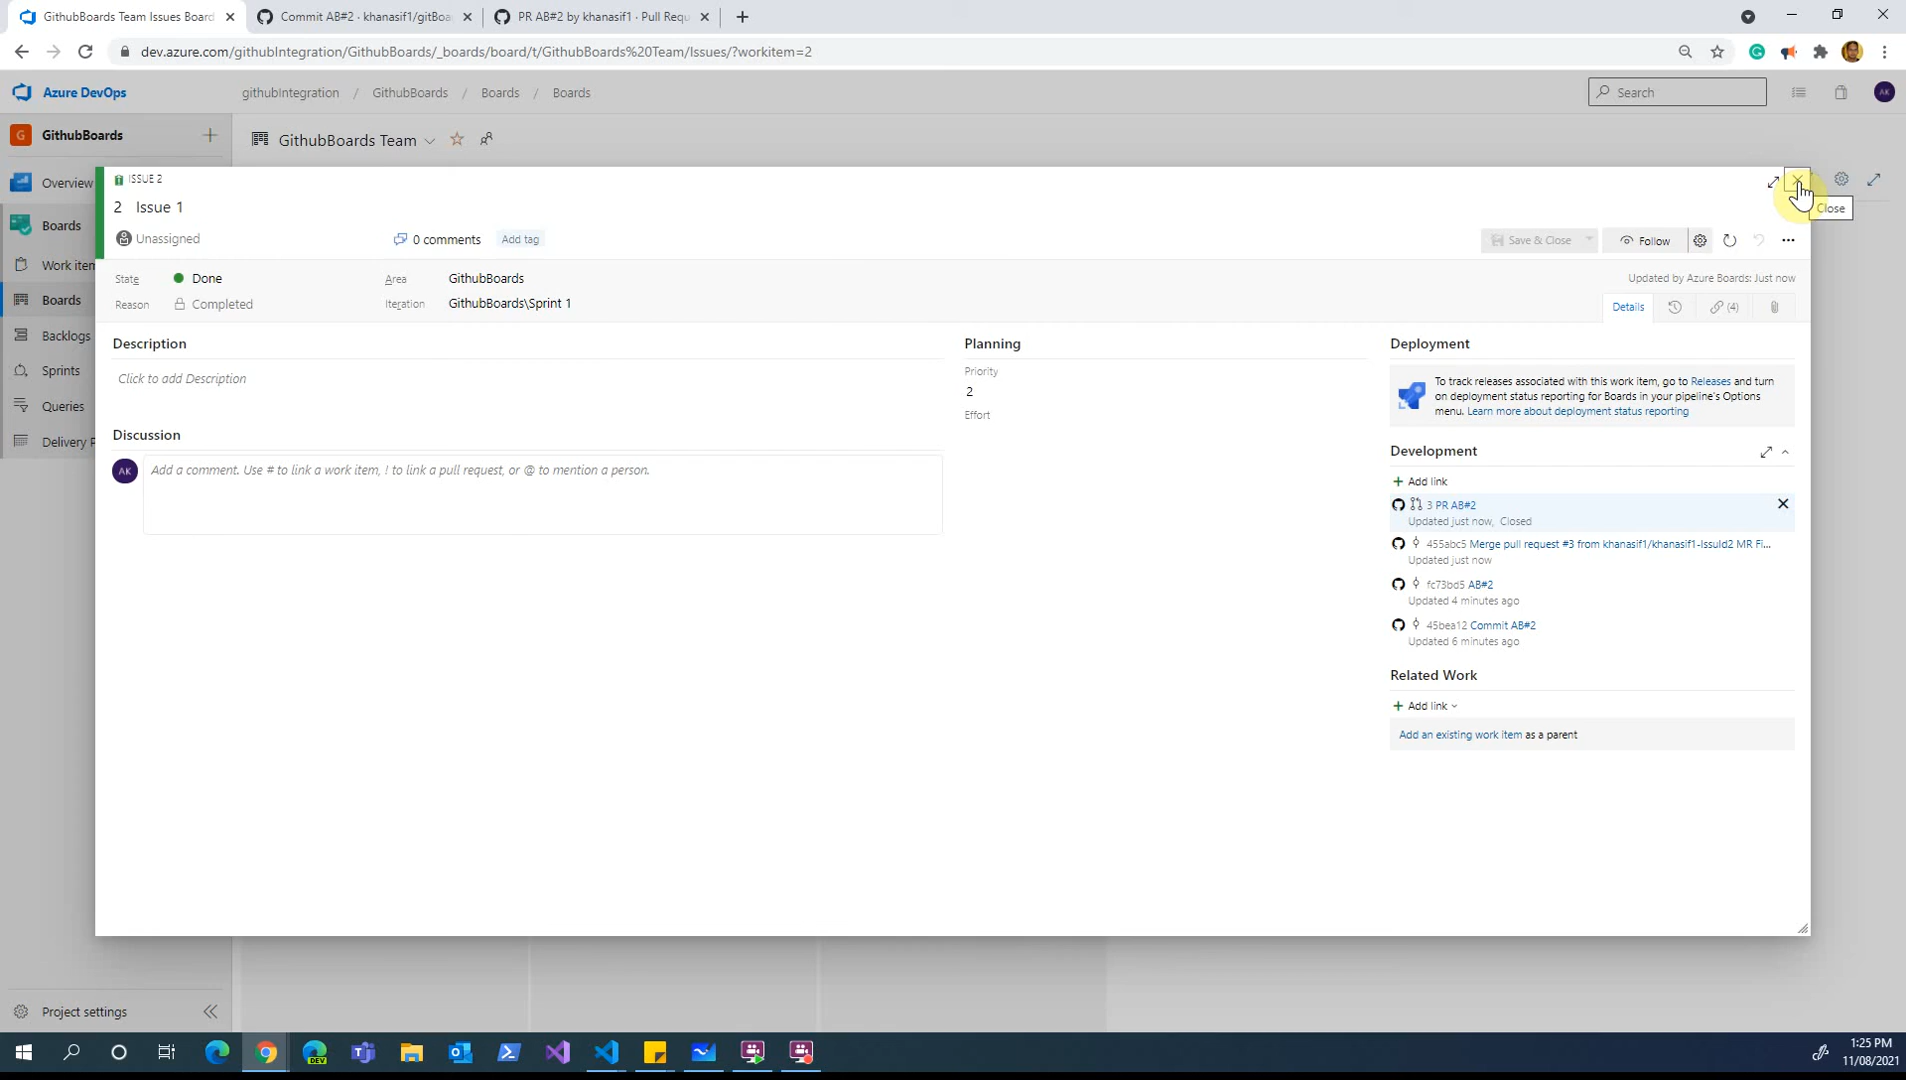 GithubBoards Team Issues Board
Commit AB#2 · khanasif1/gitBoa
PR AB#2 by khanasif1 · Pull Requ
dev.azure.com/githubIntegration/GithubBoards/_boards/board/t/GithubBoards%20Team/Issues/?workitem=2
Azure DevOps
githubIntegration / GithubBoards / Boards / Boards
Search
AK
G GithubBoards
GithubBoards Team
Overview
Boards
Work item
Boards
Backlogs
Sprints
Queries
Delivery P
Project settings
ISSUE 2
2 Issue 1
Close
Unassigned
0 comments
Add tag
Save & Close
Follow
State Done
Area GithubBoards
Updated by Azure Boards: Just now
Reason Completed
Iteration GithubBoards\Sprint 1
Details
(4)
Description
Click to add Description
Discussion
AK
Add a comment. Use # to link a work item, ! to link a pull request, or @ to mention a person.
Planning
Priority
2
Effort
Deployment
To track releases associated with this work item, go to Releases and turn
on deployment status reporting for Boards in your pipeline's Options
menu. Learn more about deployment status reporting
Development
+ Add link
3 PR AB#2
Updated just now, Closed
455abc5 Merge pull request #3 from khanasif1/khanasif1-IssuId2 MR Fi...
Updated just now
fc73bd5 AB#2
Updated 4 minutes ago
45bea12 Commit AB#2
Updated 6 minutes ago
Related Work
+ Add link
Add an existing work item as a parent
DEV
1:25 PM
11/08/2021